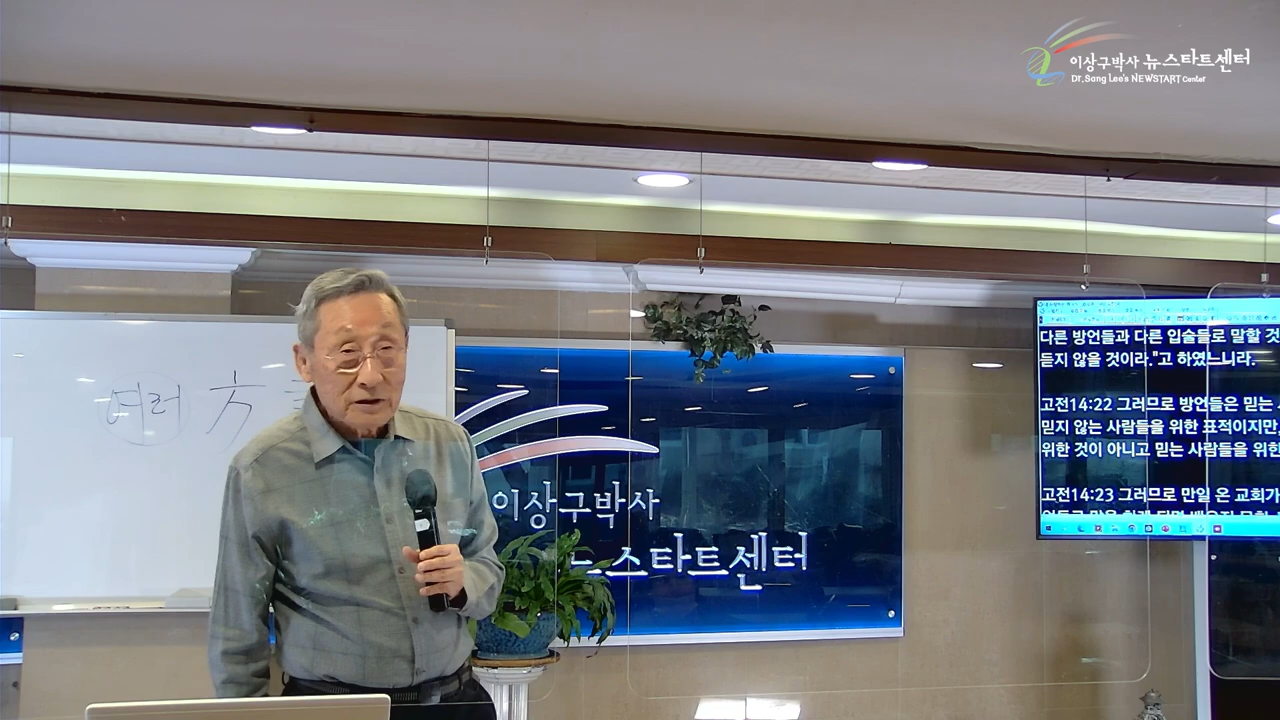 이상구박사 뉴스타트센터
Dr. Sang Lee's NEWSTART Center
여러 方
이상구박사
뉴스타트센터
다른 방언들과 다른 입술들로 말할 것
듣지 않을 것이라."고 하였느니라.
고전14:22 그러므로 방언들은 믿는
믿지 않는 사람들을 위한 표적이지만,
위한 것이 아니고 믿는 사람들을 위한
고전14:23 그러므로 만일 온 교회가